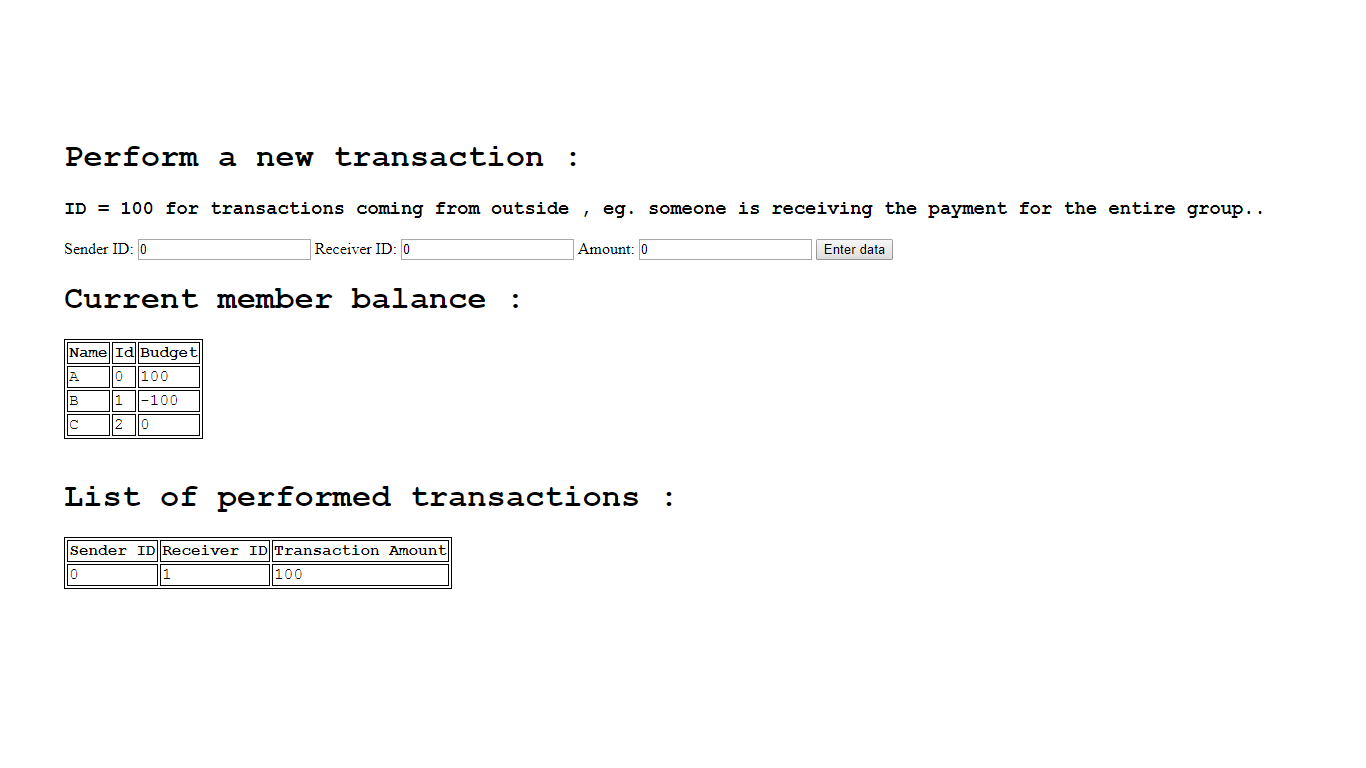 Perform a new transaction :
ID = 100 for transactions coming from outside , eg. someone is receiving the payment for the entire group..
Sender ID: 0 Receiver ID: 0 Amount: 0 Enter data
Current member balance :
Name Id Budget
A 0 100
B 1 -100
C 2 0
List of performed transactions :
Sender ID Receiver ID Transaction Amount
0 1 100